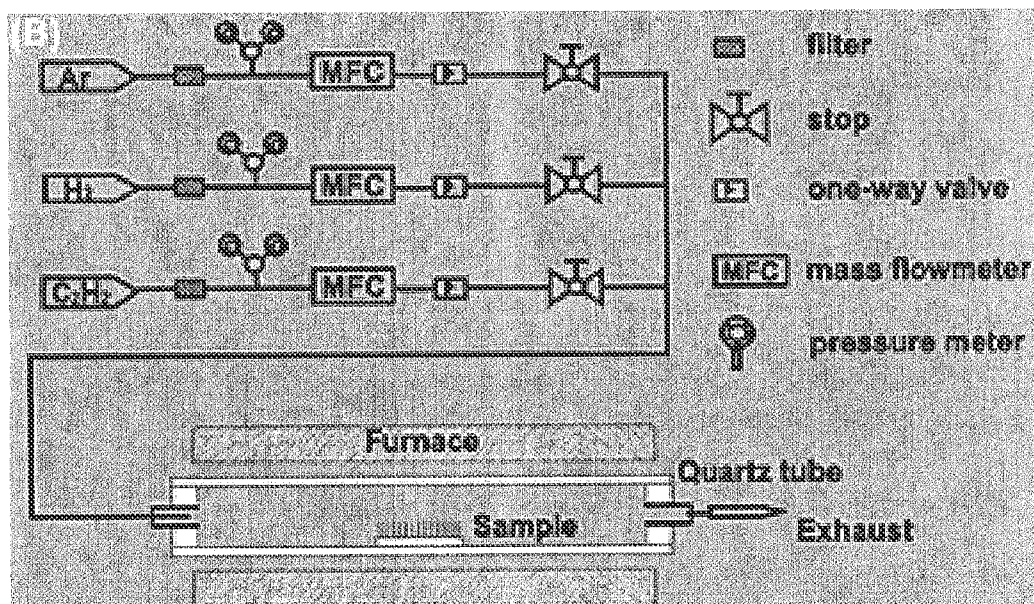 (B)
Ar MFC
H₂ MFC
C₂H₂ MFC
filter
stop
one-way valve
MFC mass flowmeter
pressure meter
Furnace
Quartz tube
Sample
Exhaust